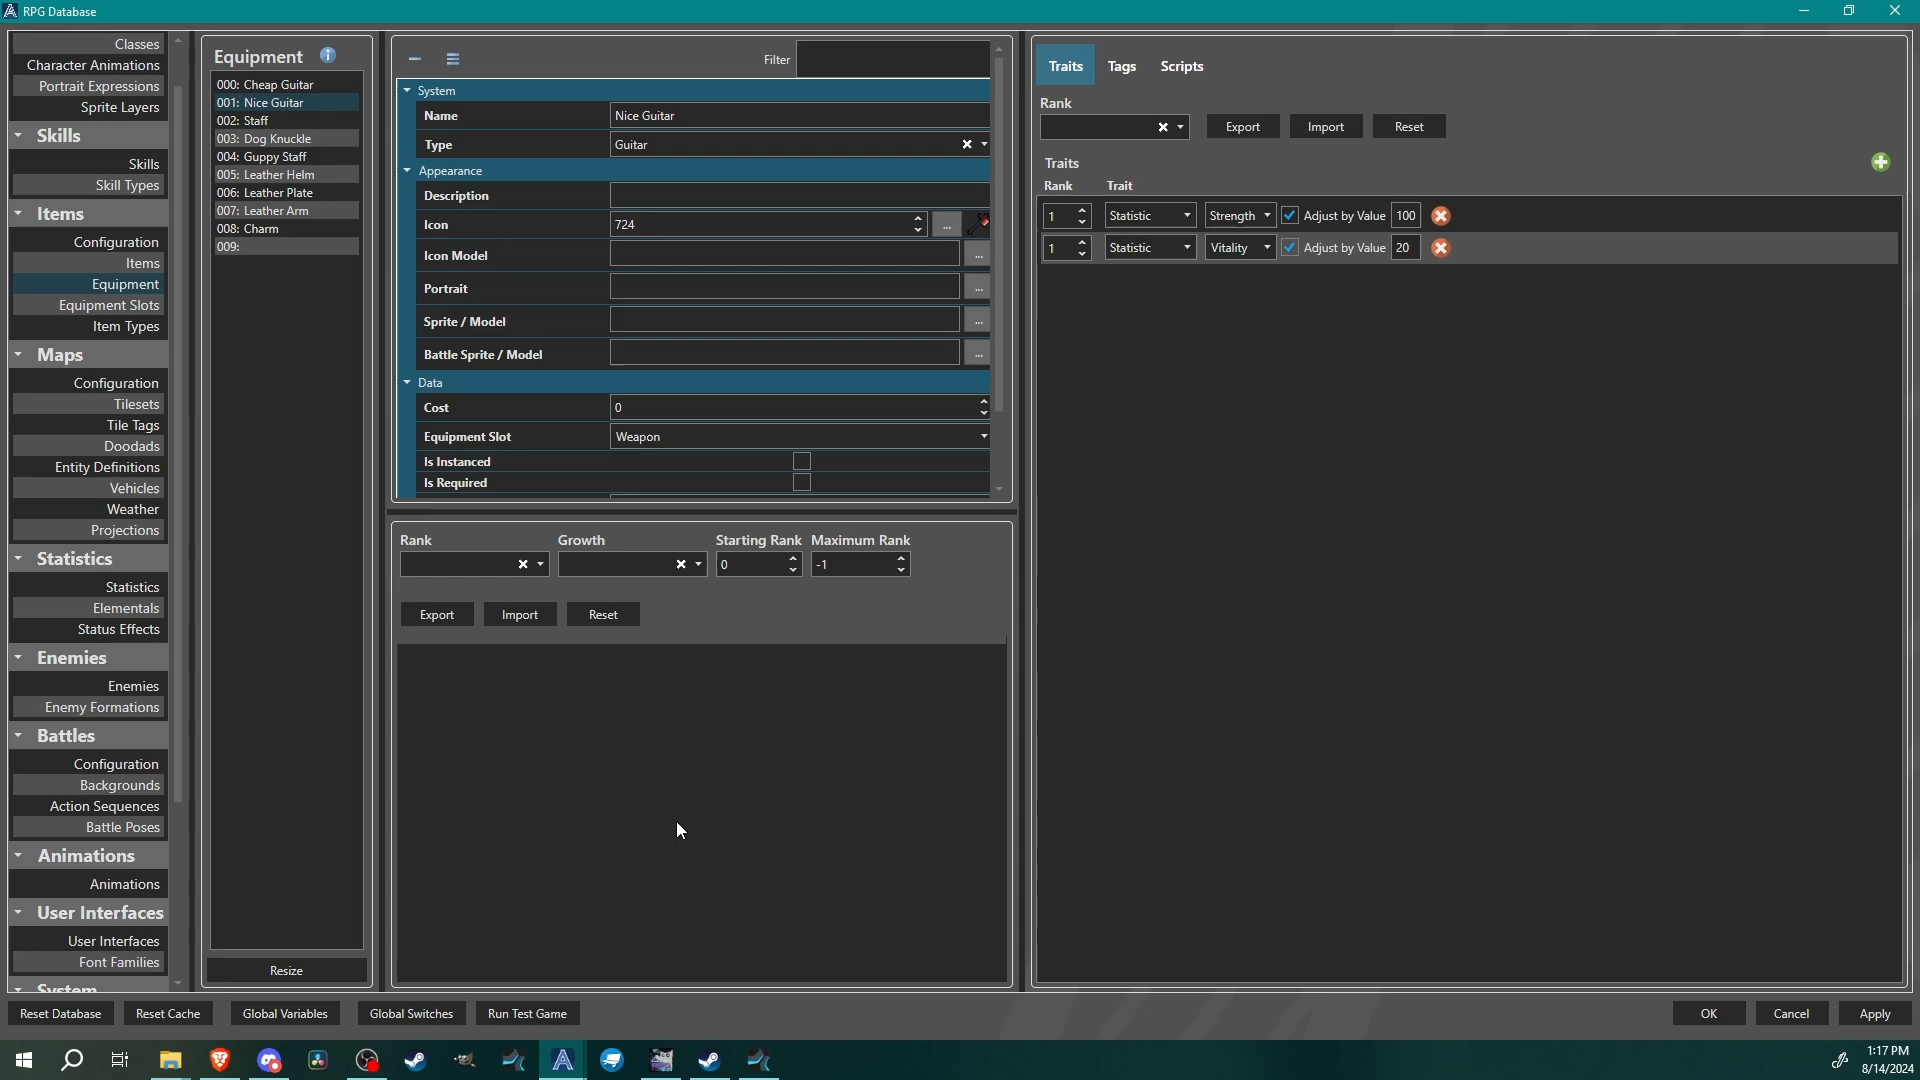 RPG Database
Classes
Character Animations
Portrait Expressions
Sprite Layers
Skills
Skills
Skill Types
Items
Configuration
Items
Equipment
Equipment Slots
Item Types
Maps
Configuration
Tilesets
Tile Tags
Doodads
Entity Definitions
Vehicles
Weather
Projections
Statistics
Statistics
Elementals
Status Effects
Enemies
Enemies
Enemy Formations
Battles
Configuration
Backgrounds
Action Sequences
Battle Poses
Animations
Animations
User Interfaces
User Interfaces
Font Families
System
Equipment
000: Cheap Guitar
001: Nice Guitar
002: Staff
003: Dog Knuckle
004: Guppy Staff
005: Leather Helm
006: Leather Plate
007: Leather Arm
008: Charm
009:
Resize
Filter
System
Name Nice Guitar
Type Guitar
Appearance
Description
Icon 724 ...
Icon Model ...
Portrait ...
Sprite / Model ...
Battle Sprite / Model ...
Data
Cost 0
Equipment Slot Weapon
Is Instanced
Is Required
Rank Growth Starting Rank Maximum Rank
0 -1
Export Import Reset
Traits Tags Scripts
Rank
Export Import Reset
Traits
Rank Trait
1 Statistic Strength Adjust by Value 100
1 Statistic Vitality Adjust by Value 20
Reset Database Reset Cache Global Variables Global Switches Run Test Game OK Cancel Apply
1:17 PM
8/14/2024